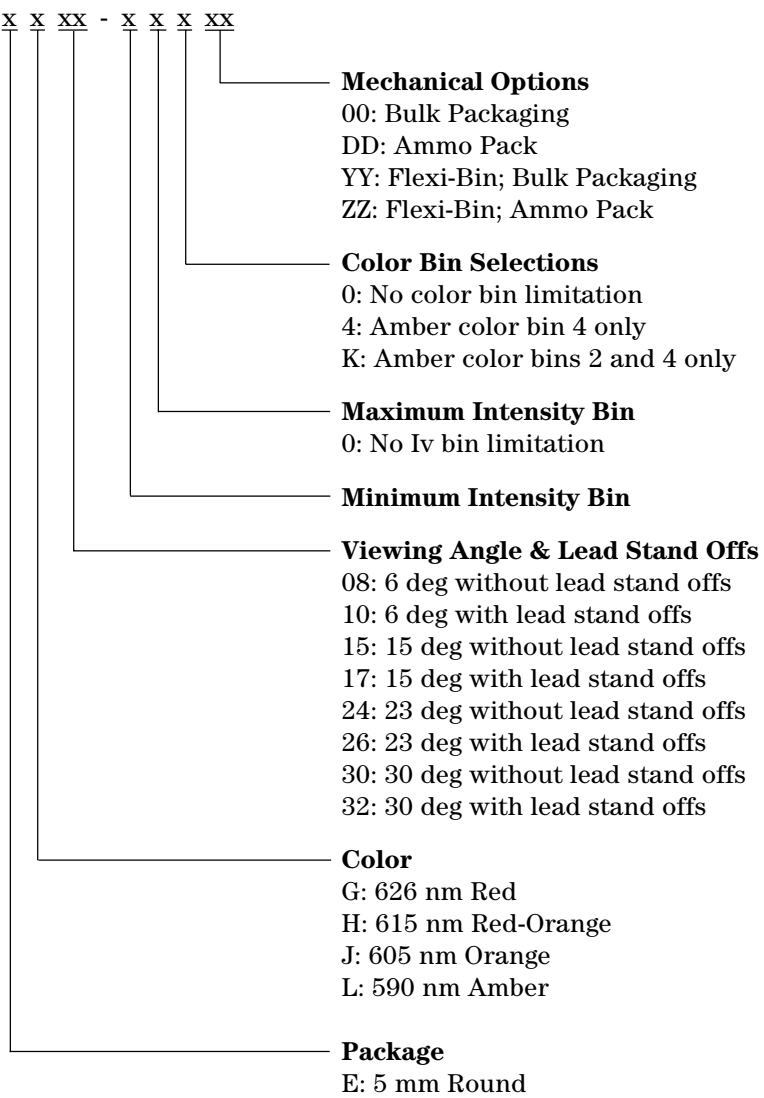 x x xx - x x x xx
Mechanical Options
00: Bulk Packaging
DD: Ammo Pack
YY: Flexi-Bin; Bulk Packaging
ZZ: Flexi-Bin; Ammo Pack
Color Bin Selections
0: No color bin limitation
4: Amber color bin 4 only
K: Amber color bins 2 and 4 only
Maximum Intensity Bin
0: No Iv bin limitation
Minimum Intensity Bin
Viewing Angle & Lead Stand Offs
08: 6 deg without lead stand offs
10: 6 deg with lead stand offs
15: 15 deg without lead stand offs
17: 15 deg with lead stand offs
24: 23 deg without lead stand offs
26: 23 deg with lead stand offs
30: 30 deg without lead stand offs
32: 30 deg with lead stand offs
Color
G: 626 nm Red
H: 615 nm Red-Orange
J: 605 nm Orange
L: 590 nm Amber
Package
E: 5 mm Round